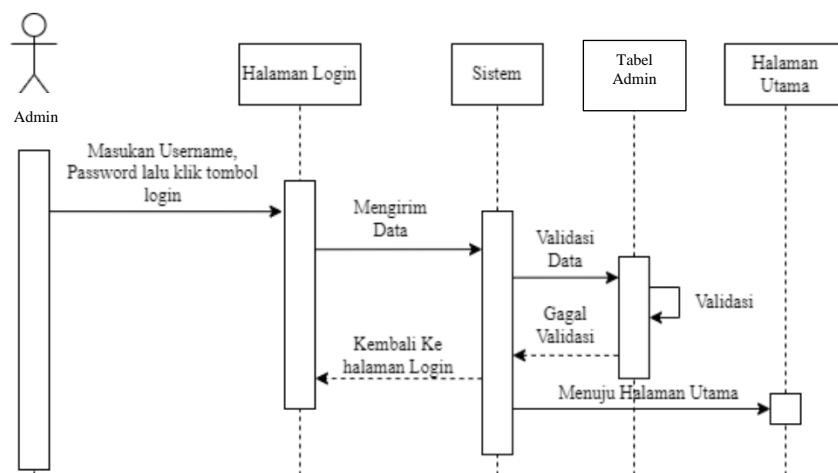 Halaman Login
Sistem
Tabel
Admin
Halaman
Utama
Admin
Masukan Username,
Password lalu klik tombol
login
Mengirim
Data
Validasi
Data
Validasi
Gagal
Validasi
Kembali Ke
halaman Login
Menuju Halaman Utama